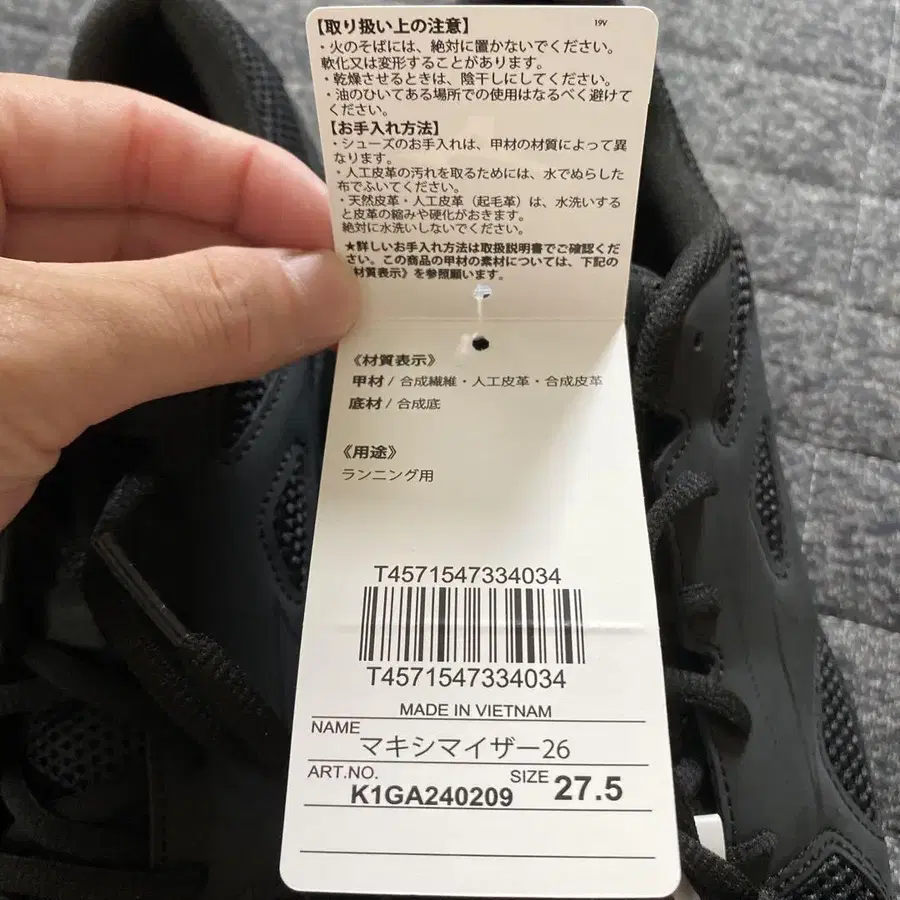 【取り扱い上の注意】
19V
・火のそばには、絶対に置かないでください。
軟化又は変形することがあります。
・乾燥させるときは、陰干しにしてください。
・油のひいてある場所での使用はなるべく避けて
ください。
【お手入れ方法】
・シューズのお手入れは、甲材の材質によって異
なります。
・人工皮革の汚れを取るためには、水でぬらした
布でふいてください。
・天然皮革・人工皮革（起毛革）は、水洗いする
と皮革の縮みや硬化がおきます。
絶対に水洗いしないでください。
★詳しいお手入れ方法は取扱説明書でご確認くだ
さい。この商品の甲材の素材については、下記の
《材質表示》を参照願います。
《材質表示》
甲材 / 合成繊維・人工皮革・合成皮革
底材 / 合成底
《用途》
ランニング用
T4571547334034
T4571547334034
MADE IN VIETNAM
NAME
マキシマイザー26
ART.NO.
K1GA240209
SIZE 27.5